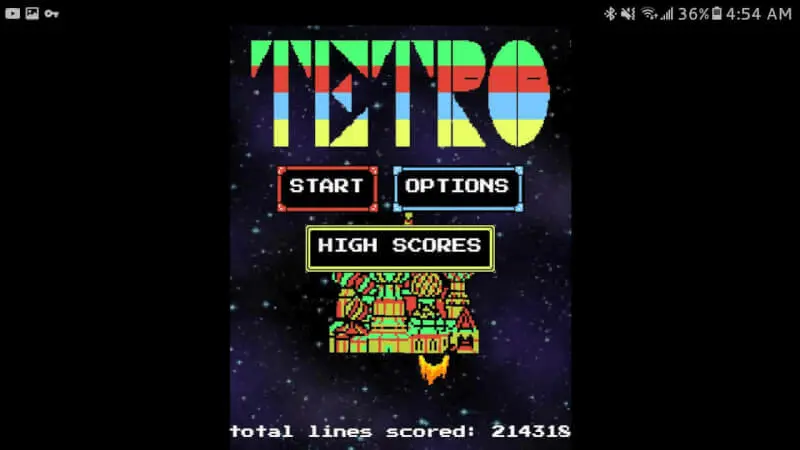 36% 4:54 AM
TETRO
START OPTIONS
HIGH SCORES
total lines scored: 214318